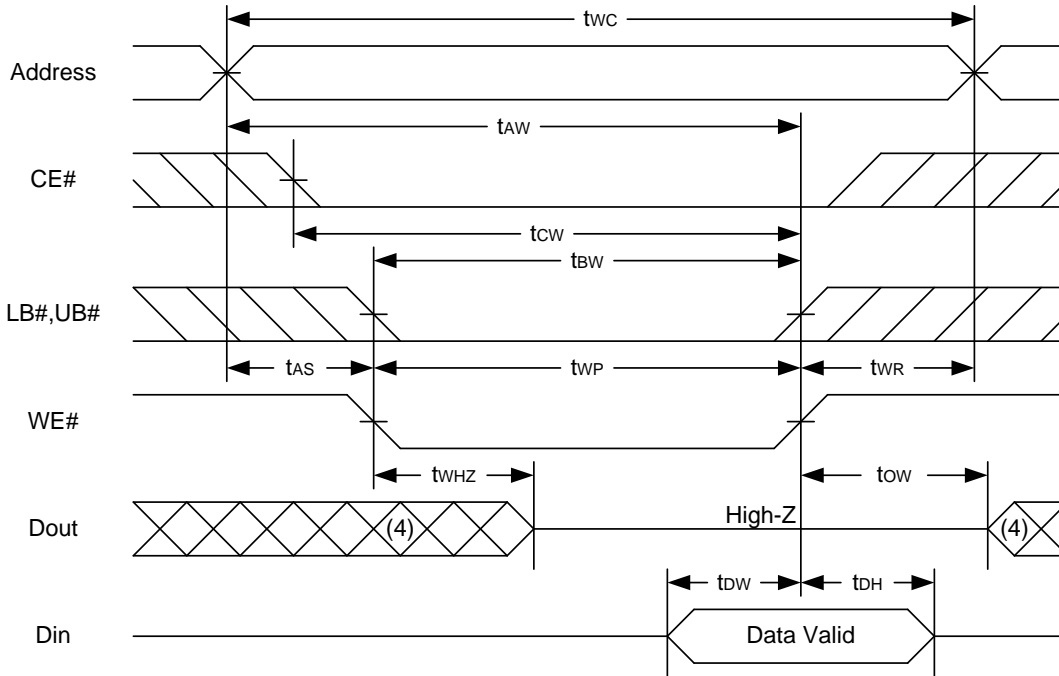 tWC
Address
tAW
CE#
tCW
tBW
LB#,UB#
tAS
tWP
tWR
WE#
tWHZ
tOW
Dout
(4)
High-Z
(4)
tDW
tDH
Din
Data Valid